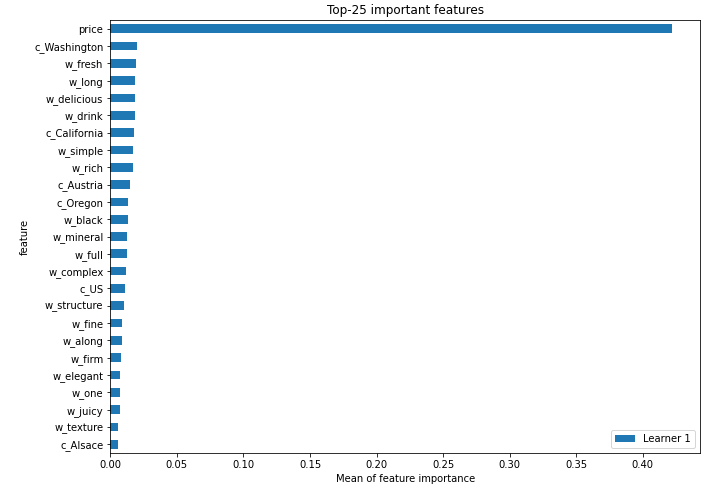 Top-25 important features
price
c_Washington
w_fresh
w_long
w_delicious
w_drink
c_California
w_simple
w_rich
c_Austria
c_Oregon
w_black
w_mineral
w_full
w_complex
c_US
w_structure
w_fine
w_along
w_firm
w_elegant
w_one
w_juicy
w_texture
c_Alsace
feature
Learner 1
0.00 0.05 0.10 0.15 0.20 0.25 0.30 0.35 0.40
Mean of feature importance